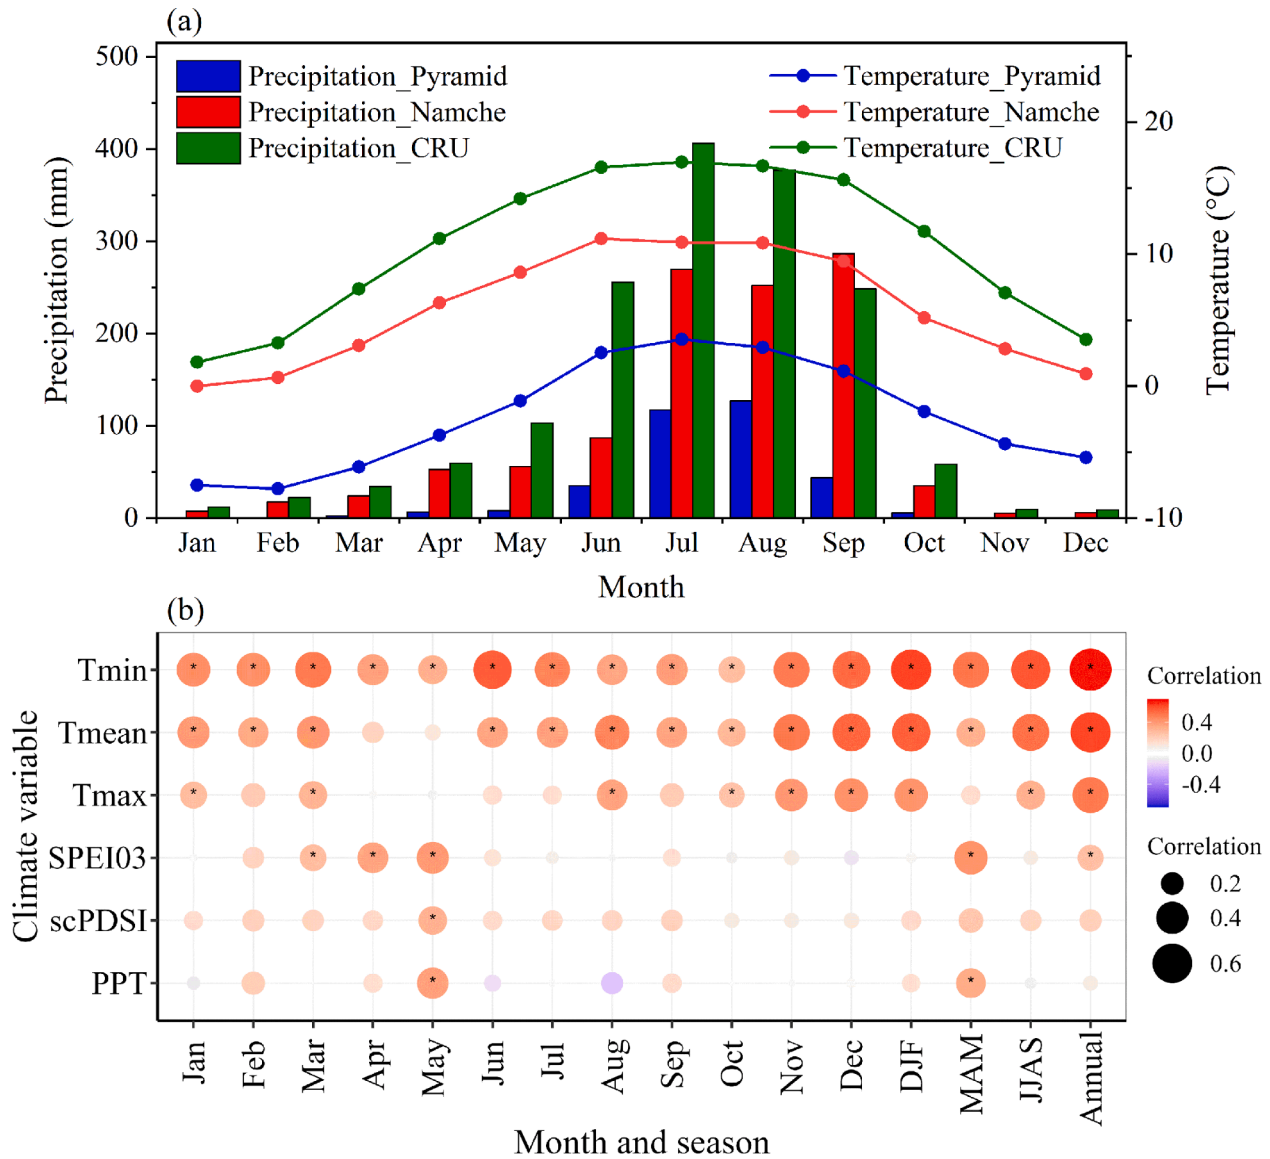 (a)
500
400
300
200
100
0
Precipitation (mm)
Precipitation_Pyramid
Precipitation_Namche
Precipitation_CRU
Temperature_Pyramid
Temperature_Namche
Temperature_CRU
20
10
0
-10
Temperature (°C)
Jan Feb Mar Apr May Jun Jul Aug Sep Oct Nov Dec
Month
(b)
Climate variable
Tmin
Tmean
Tmax
SPEI03
scPDSI
PPT
* * * * * * * * * * * * * * * *
* * * * * * * * * * * * * *
* * * * * * * * *
* * * * *
*
* *
Jan Feb Mar Apr May Jun Jul Aug Sep Oct Nov Dec DJF MAM JJAS Annual
Month and season
Correlation
0.4
0.0
-0.4
Correlation
0.2
0.4
0.6